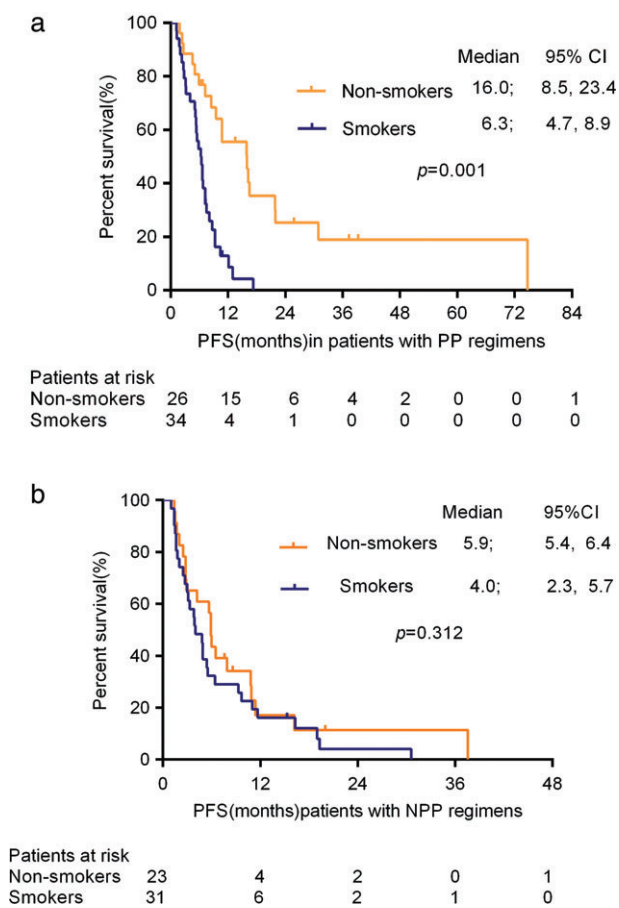 a
Median 95% CI
Non-smokers 16.0; 8.5, 23.4
Smokers 6.3; 4.7, 8.9
p=0.001
Percent survival(%)
100
80
60
40
20
0
0 12 24 36 48 60 72 84
PFS(months)in patients with PP regimens
Patients at risk
Non-smokers 26 15 6 4 2 0 0 1
Smokers 34 4 1 0 0 0 0 0
b
Median 95%CI
Non-smokers 5.9; 5.4, 6.4
Smokers 4.0; 2.3, 5.7
p=0.312
Percent survival(%)
100
80
60
40
20
0
0 12 24 36 48
PFS(months)patients with NPP regimens
Patients at risk
Non-smokers 23 4 2 0 1
Smokers 31 6 2 1 0